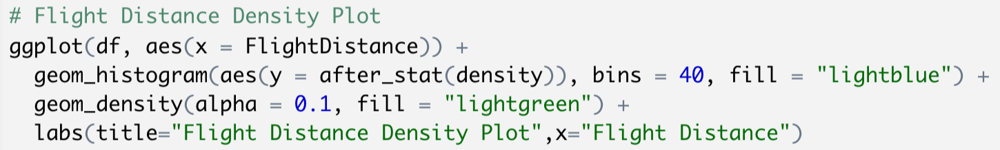 # Flight Distance Density Plot
ggplot(df, aes(x = FlightDistance)) +
  geom_histogram(aes(y = after_stat(density)), bins = 40, fill = "lightblue") +
  geom_density(alpha = 0.1, fill = "lightgreen") +
  labs(title="Flight Distance Density Plot",x="Flight Distance")